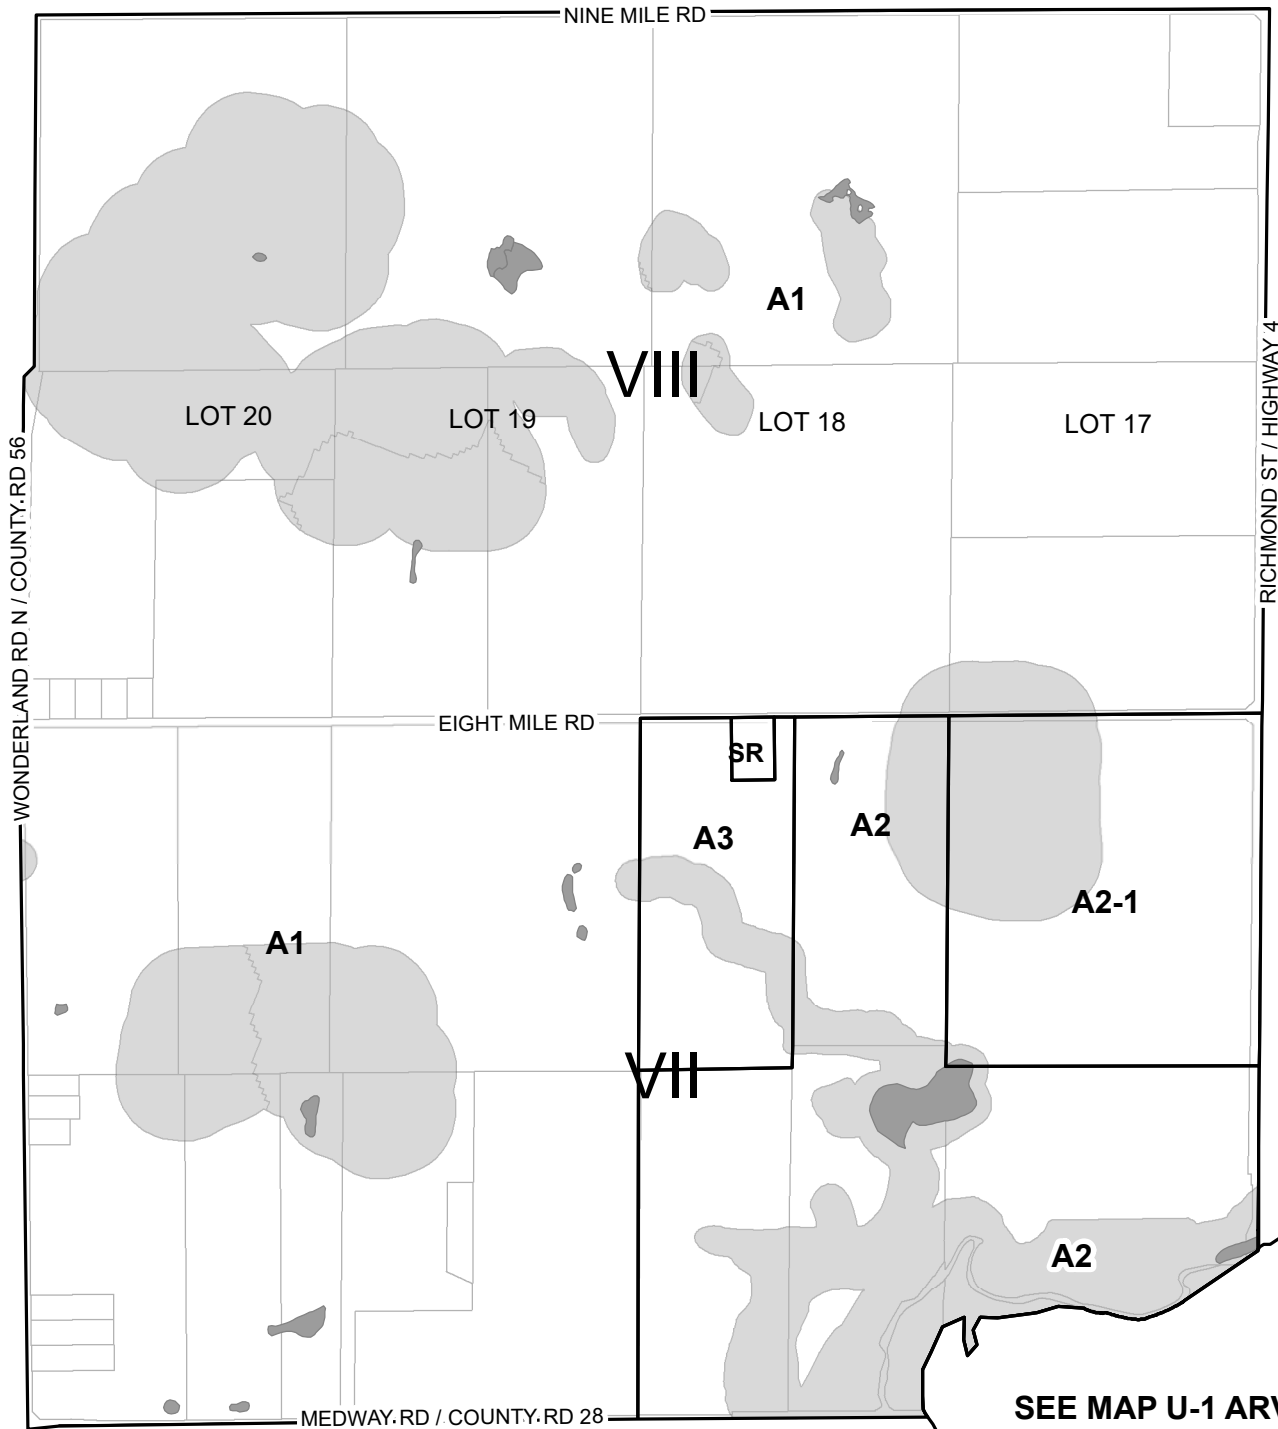 NINE MILE RD
A1
VIII
LOT 20
LOT 19
LOT 18
LOT 17
RICHMOND ST / HIGHWAY 4
WONDERLAND RD N / COUNTY RD 56
EIGHT MILE RD
SR
A3
A2
A2-1
A1
VII
A2
SEE MAP U-1
MEDWAY RD / COUNTY RD 28